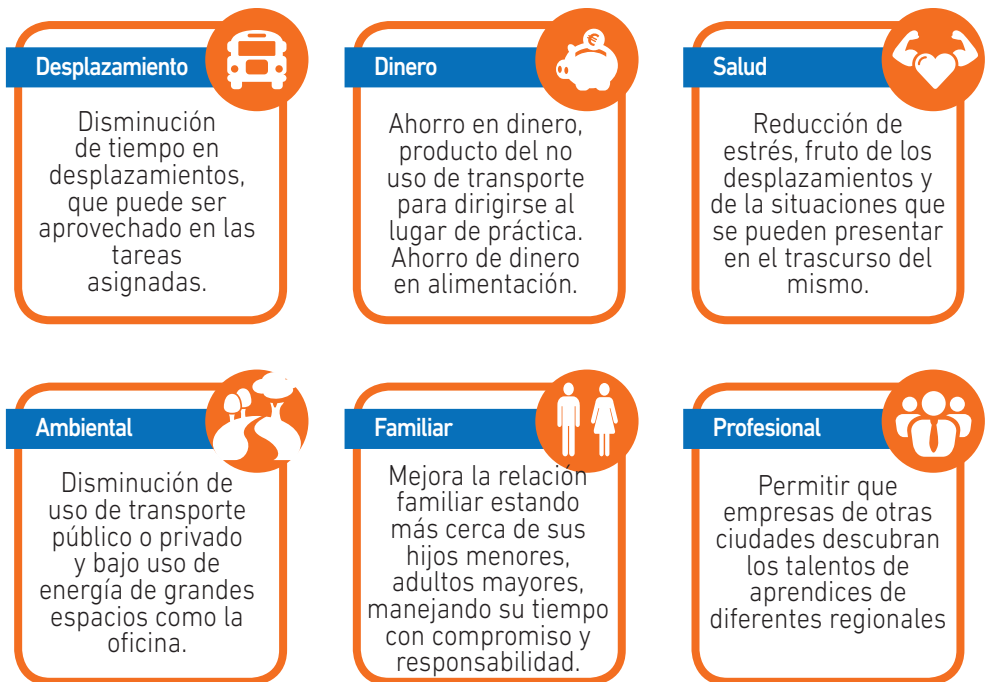 Desplazamiento
Disminución
de tiempo en
desplazamientos,
que puede ser
aprovechado en las
tareas
asignadas.
Dinero
€
Ahorro en dinero,
producto del no
uso de transporte
para dirigirse al
lugar de práctica.
Ahorro de dinero
en alimentación.
Salud
Reducción de
estrés, fruto de los
desplazamientos y
de la situaciones que
se pueden presentar
en el trascurso del
mismo.
Ambiental
Disminución de
uso de transporte
público o privado
y bajo uso de
energía de grandes
espacios como la
oficina.
Familiar
Mejora la relación
familiar estando
más cerca de sus
hijos menores,
adultos mayores,
manejando su tiempo
con compromiso y
responsabilidad.
Profesional
Permitir que
empresas de otras
ciudades descubran
los talentos de
aprendices de
diferentes regionales